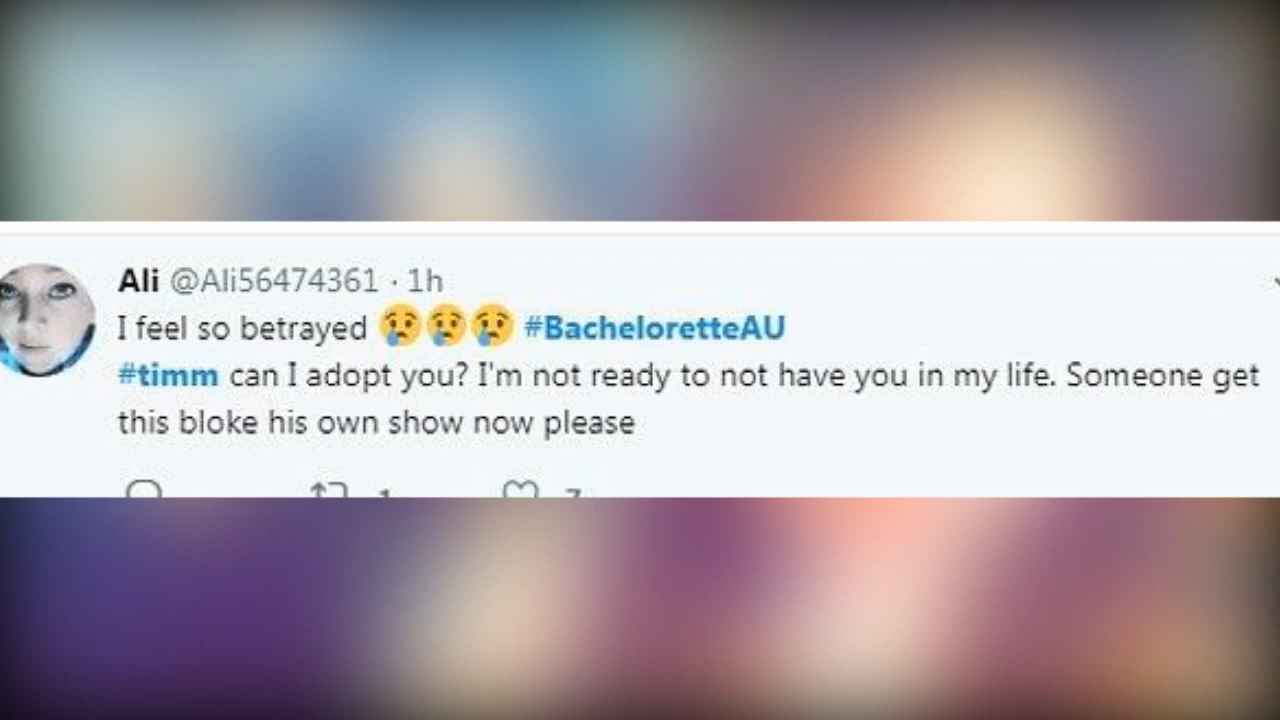 Ali @Ali56474361 · 1h
I feel so betrayed 😢😢😢 #BacheloretteAU
#timm can I adopt you? I'm not ready to not have you in my life. Someone get
this bloke his own show now please